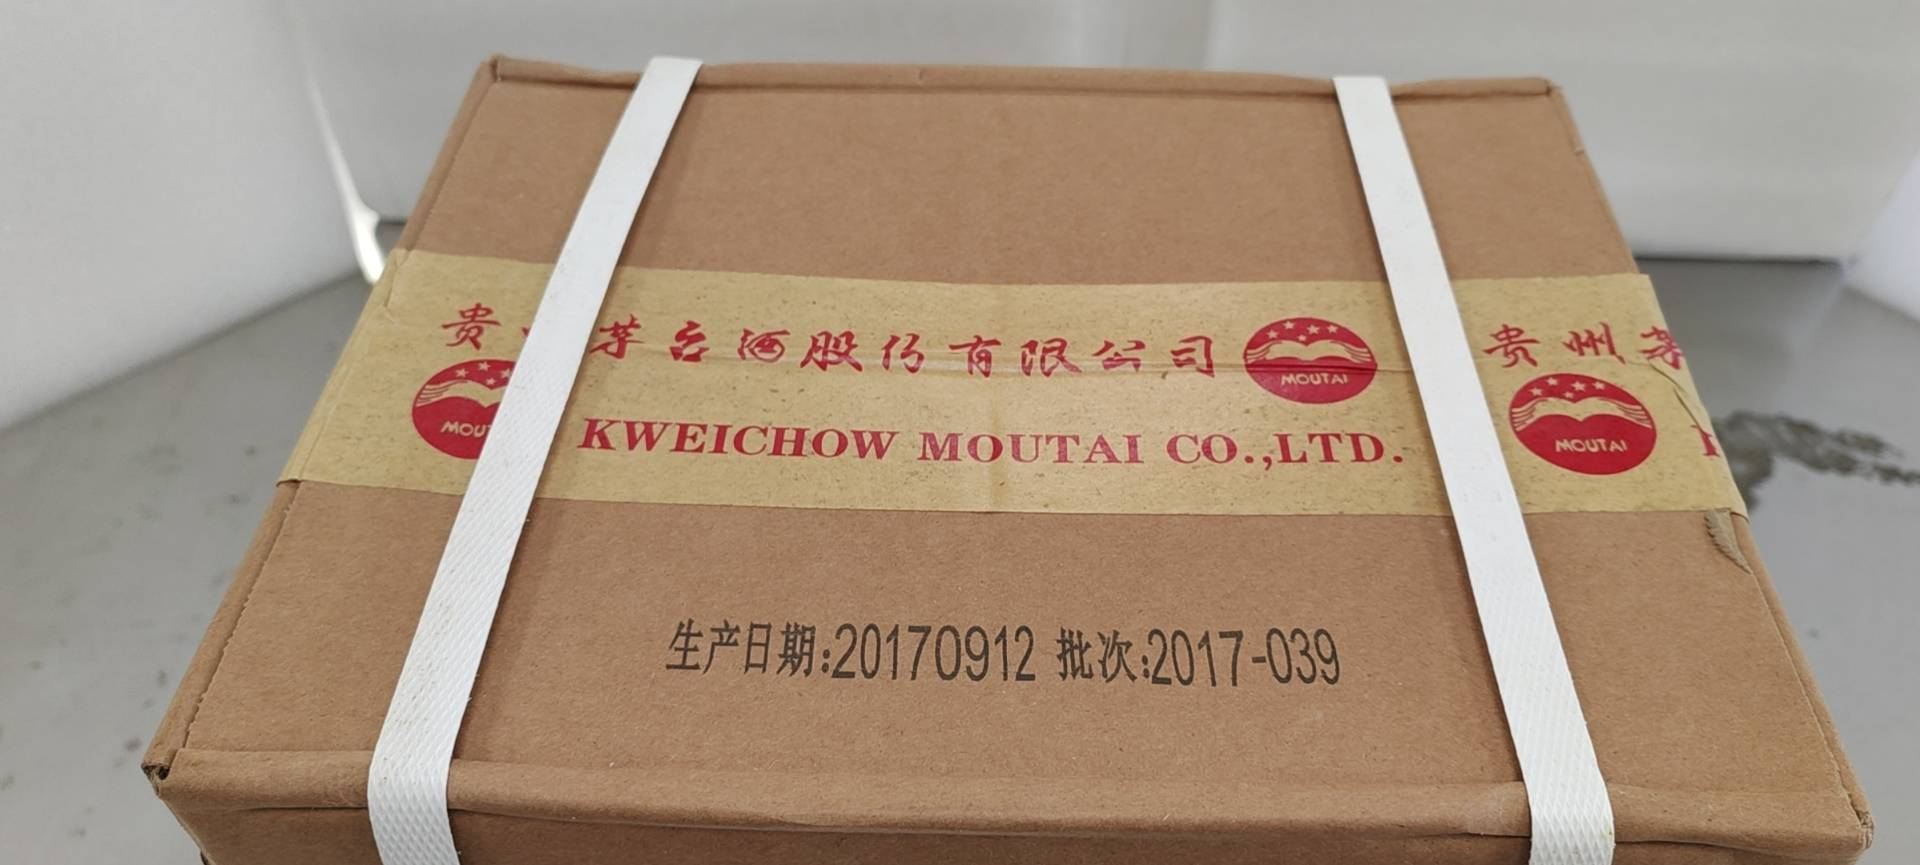 贵 茅台酒股份有限公司
MOUTAI
贵州茅
MOUTAI
KWEICHOW MOUTAI CO.,LTD.
MOUTAI
生产日期:20170912 批次:2017-039